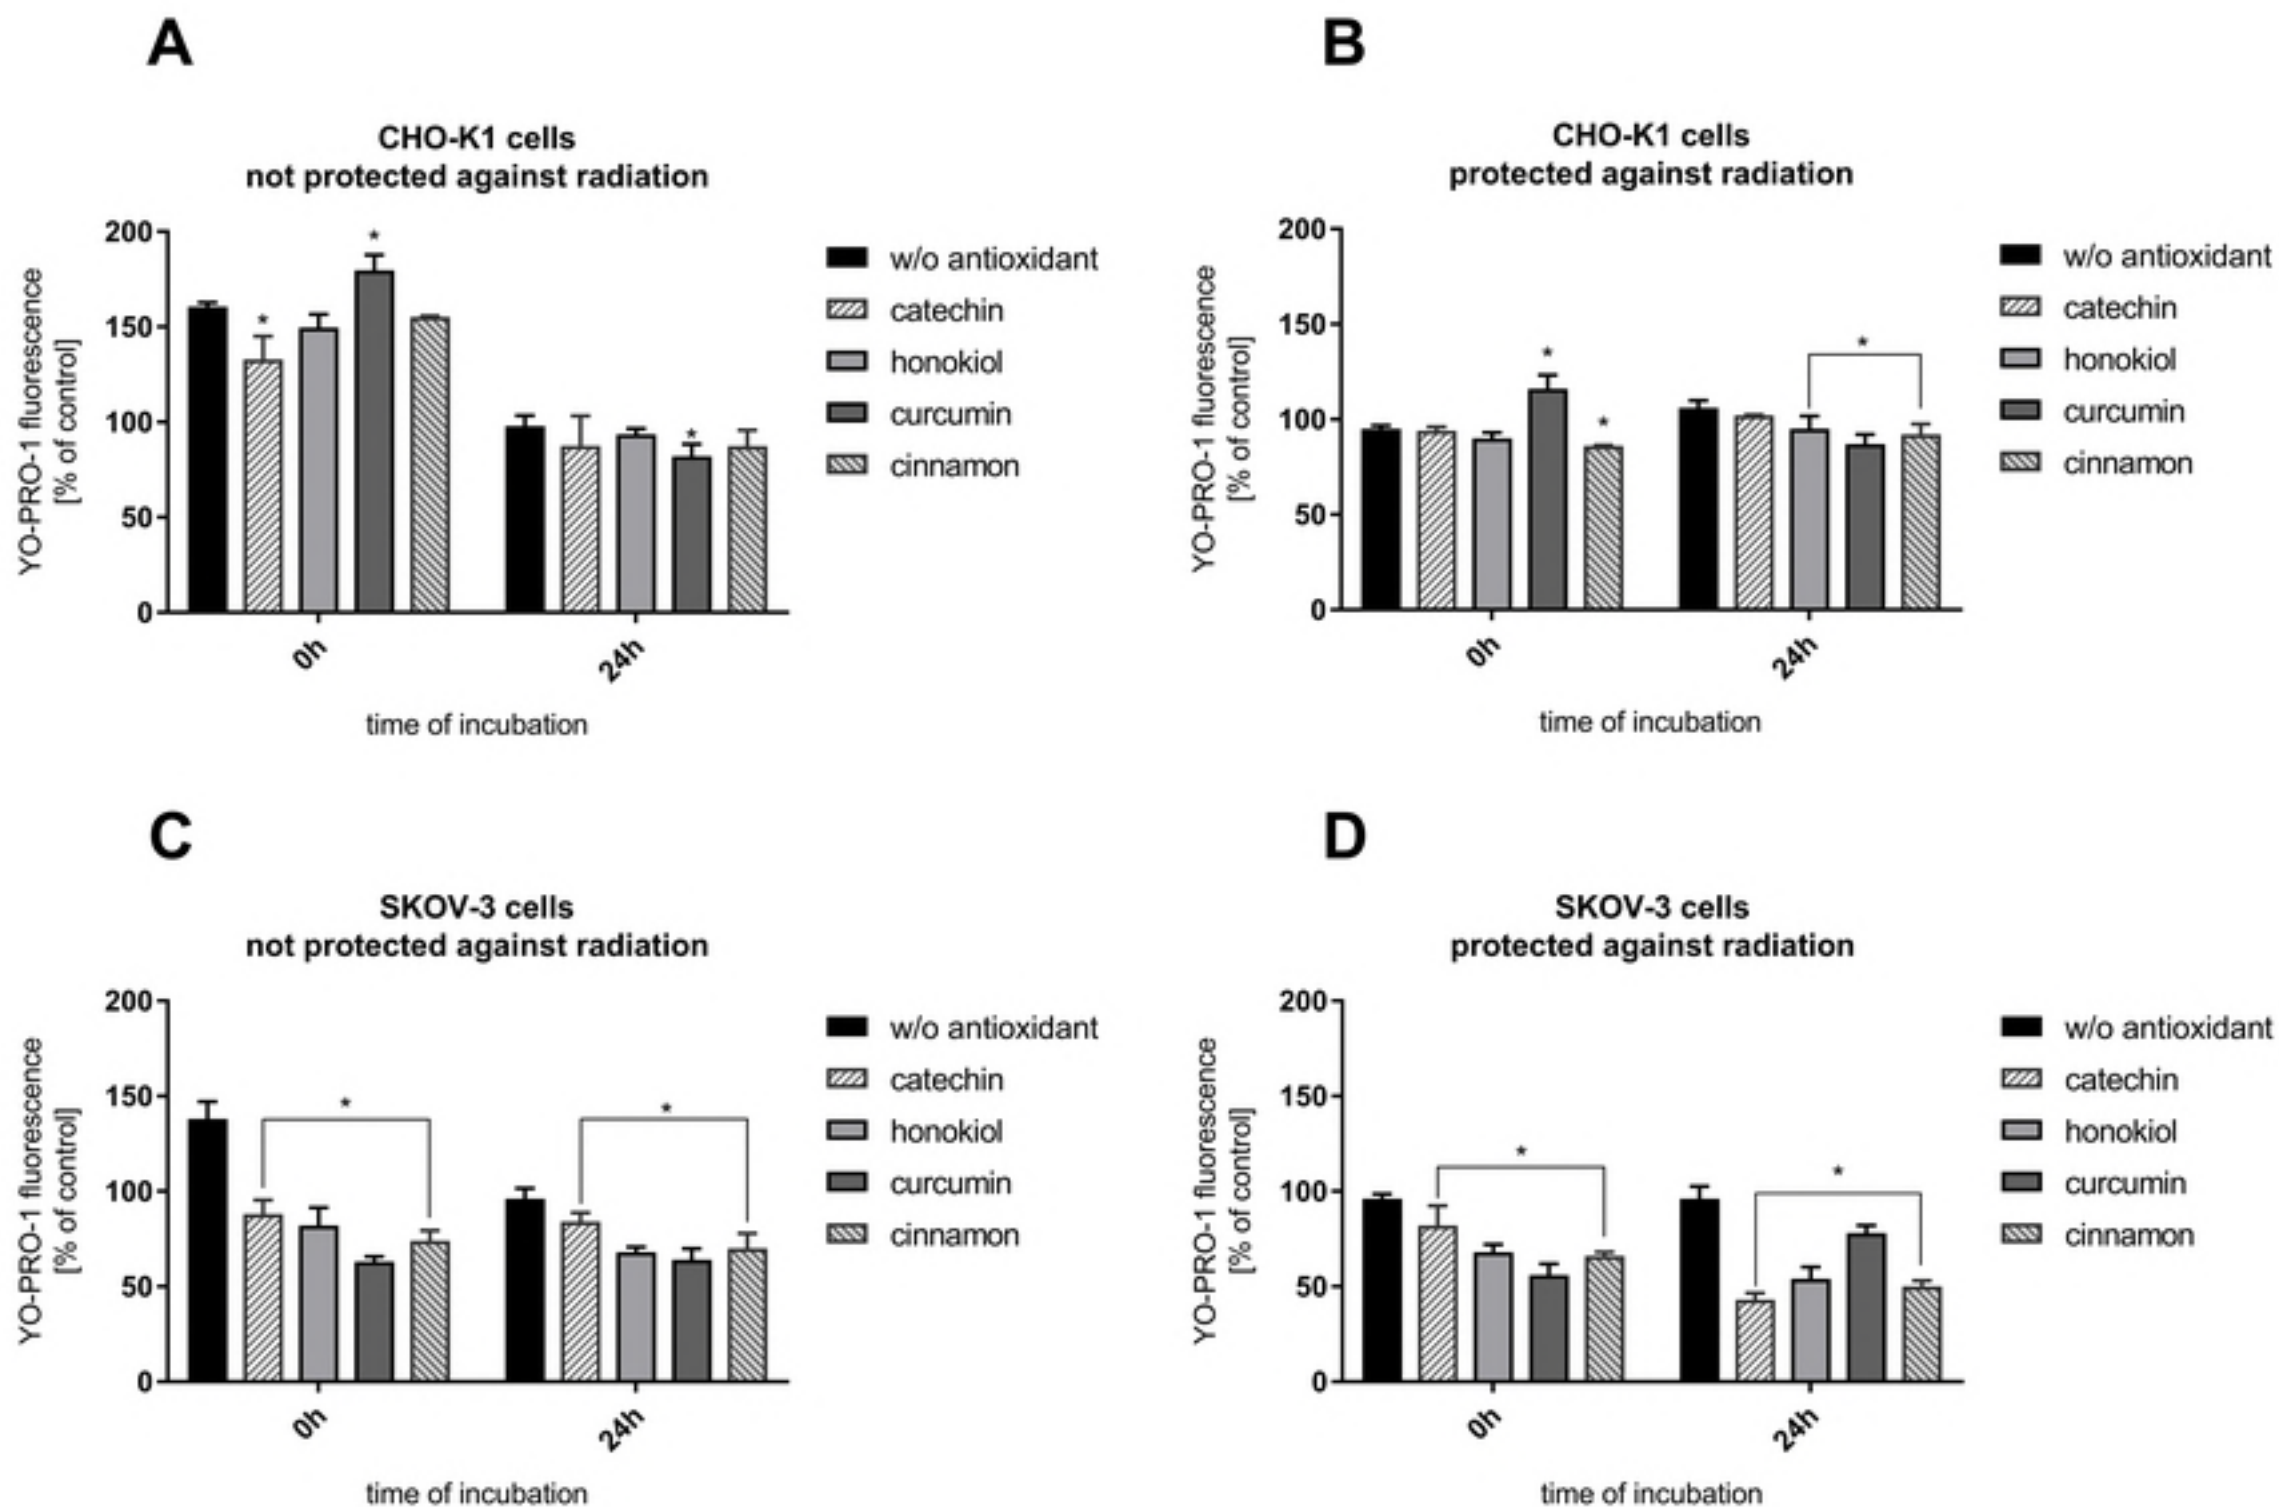 A
CHO-K1 cells
not protected against radiation
YO-PRO-1 fluorescence
[% of control]
200
150
100
50
0
*
*
*
0h
24h
time of incubation
w/o antioxidant
catechin
honokiol
curcumin
cinnamon
B
CHO-K1 cells
protected against radiation
YO-PRO-1 fluorescence
[% of control]
200
150
100
50
0
*
*
*
0h
24h
time of incubation
w/o antioxidant
catechin
honokiol
curcumin
cinnamon
C
SKOV-3 cells
not protected against radiation
YO-PRO-1 fluorescence
[% of control]
200
150
100
50
0
*
*
0h
24h
time of incubation
w/o antioxidant
catechin
honokiol
curcumin
cinnamon
D
SKOV-3 cells
protected against radiation
YO-PRO-1 fluorescence
[% of control]
200
150
100
50
0
*
*
0h
24h
time of incubation
w/o antioxidant
catechin
honokiol
curcumin
cinnamon